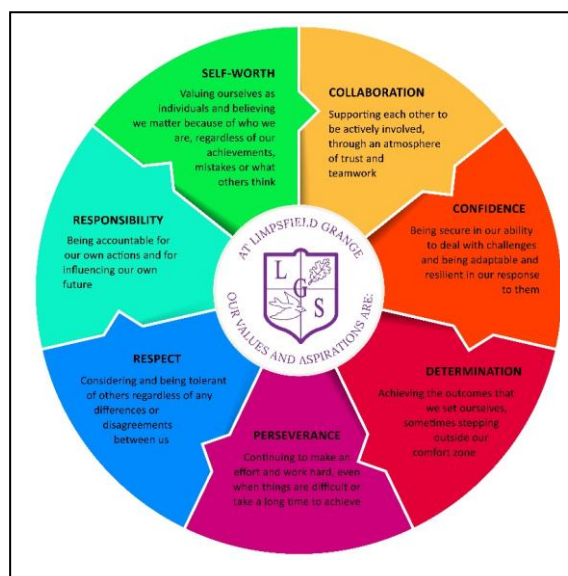 SELF-WORTH
Valuing ourselves as
individuals and believing
we matter because of who we
are, regardless of our
achievements,
mistakes or what
others think
COLLABORATION
Supporting each other to
be actively involved,
through an atmosphere
of trust and
teamwork
CONFIDENCE
Being secure in our ability
to deal with challenges
and being adaptable and
resilient in our response
to them
DETERMINATION
Achieving the outcomes that
we set ourselves,
sometimes stepping
outside our
comfort zone
PERSEVERANCE
Continuing to make an
effort and work hard, even
when things are difficult or
take a long time to achieve
RESPECT
Considering and being tolerant
of others regardless of any
differences or
disagreements
between us
RESPONSIBILITY
Being accountable for
our own actions and for
influencing our own
future
AT LIMPSFIELD GRANGE
L
G
S
OUR VALUES AND ASPIRATIONS ARE: